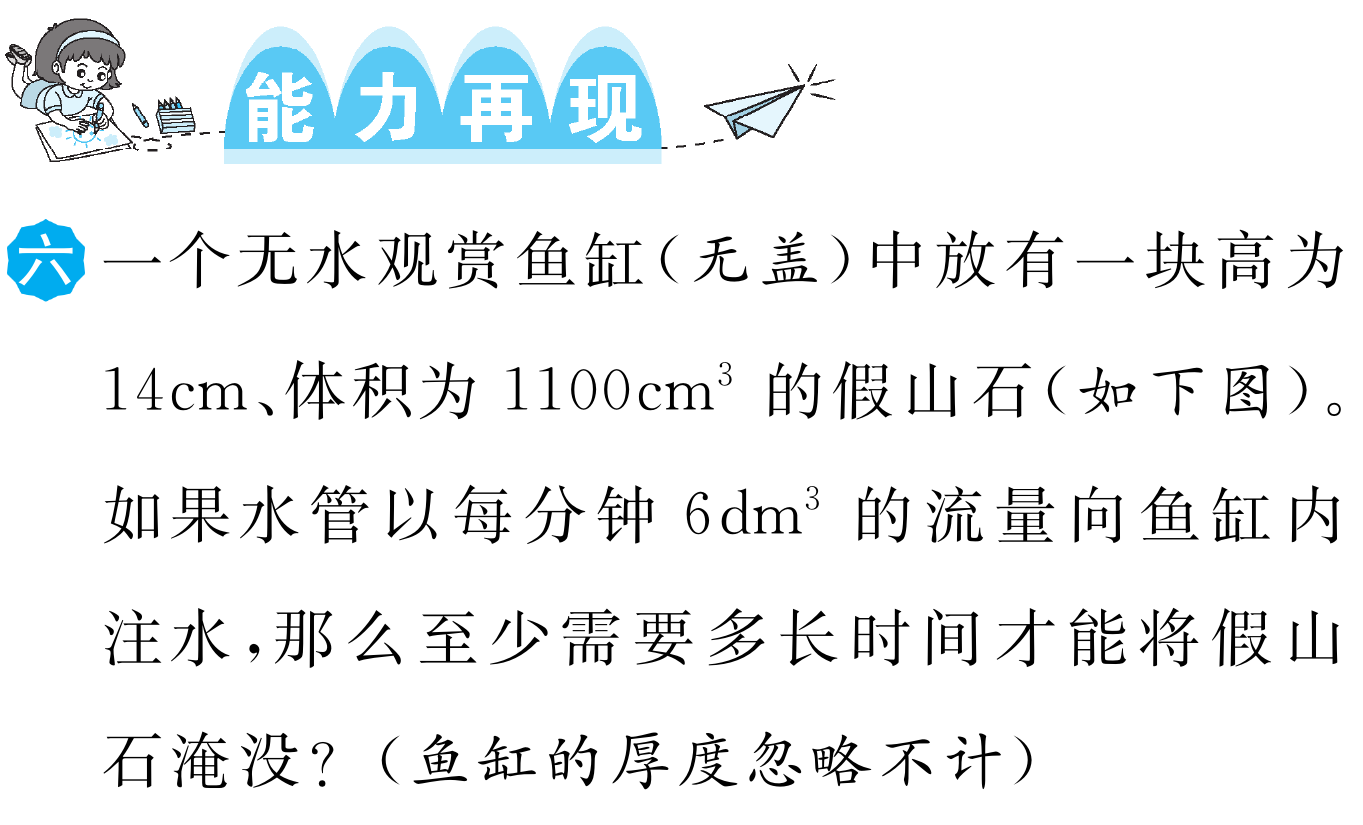 能力再现
六 一个无水观赏鱼缸(无盖)中放有一块高为
14cm、体积为 1100cm³ 的假山石(如下图)。
如果水管以每分钟 6dm³ 的流量向鱼缸内
注水,那么至少需要多长时间才能将假山
石淹没?(鱼缸的厚度忽略不计)